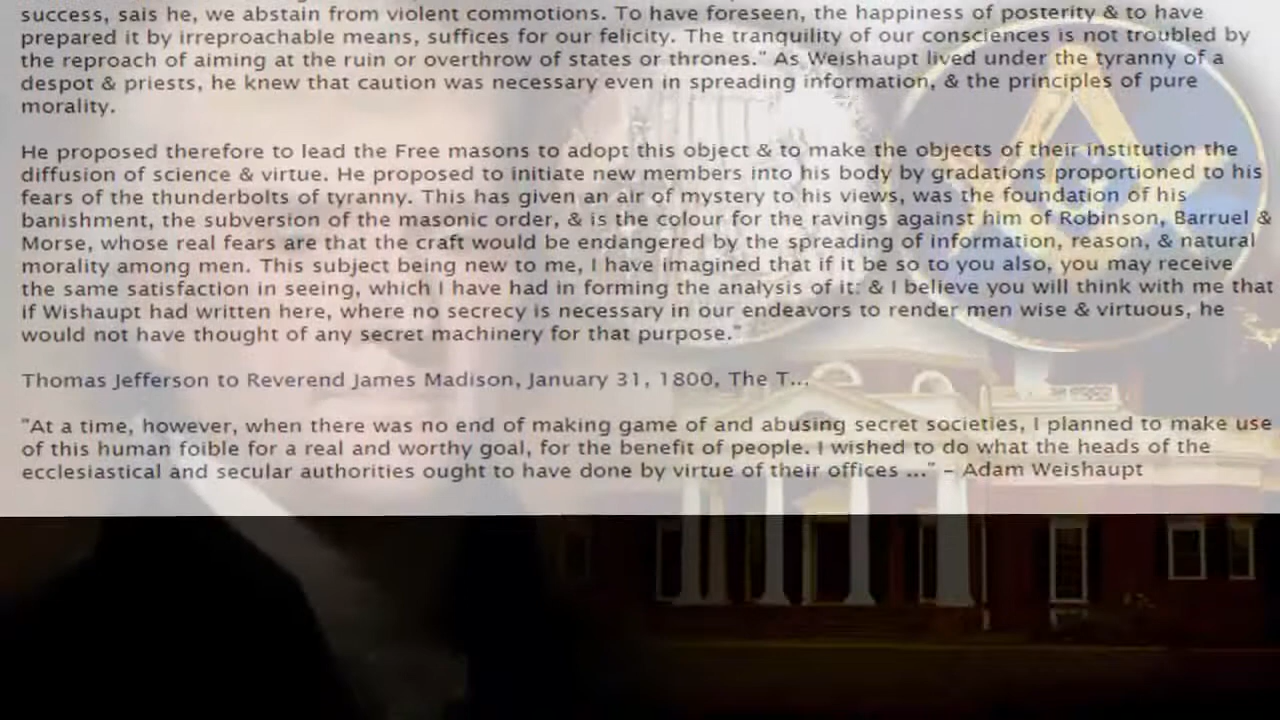 success, sais he, we abstain from violent commotions. To have foreseen, the happiness of posterity & to have
prepared it by irreproachable means, suffices for our felicity. The tranquility of our consciences is not troubled by
the reproach of aiming at the ruin or overthrow of states or thrones." As Weishaupt lived under the tyranny of a
despot & priests, he knew that caution was necessary even in spreading information, & the principles of pure
morality.
He proposed therefore to lead the Free masons to adopt this object & to make the objects of their institution the
diffusion of science & virtue. He proposed to initiate new members into his body by gradations proportioned to his
fears of the thunderbolts of tyranny. This has given an air of mystery to his views, was the foundation of his
banishment, the subversion of the masonic order, & is the colour for the ravings against him of Robinson, Barruel &
Morse, whose real fears are that the craft would be endangered by the spreading of information, reason, & natural
morality among men. This subject being new to me, I have imagined that if it be so to you also, you may receive
the same satisfaction in seeing, which I have had in forming the analysis of it: & I believe you will think with me that
if Wishaupt had written here, where no secrecy is necessary in our endeavors to render men wise & virtuous, he
would not have thought of any secret machinery for that purpose."
Thomas Jefferson to Reverend James Madison, January 31, 1800, The T...
"At a time, however, when there was no end of making game of and abusing secret societies, I planned to make use
of this human foible for a real and worthy goal, for the benefit of people. I wished to do what the heads of the
ecclesiastical and secular authorities ought to have done by virtue of their offices ..." – Adam Weishaupt